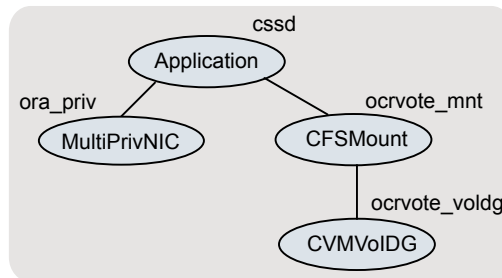 cssd
Application
ora_priv
ocrvote_mnt
MultiPrivNIC
CFSMount
ocrvote_voldg
CVMVolDG